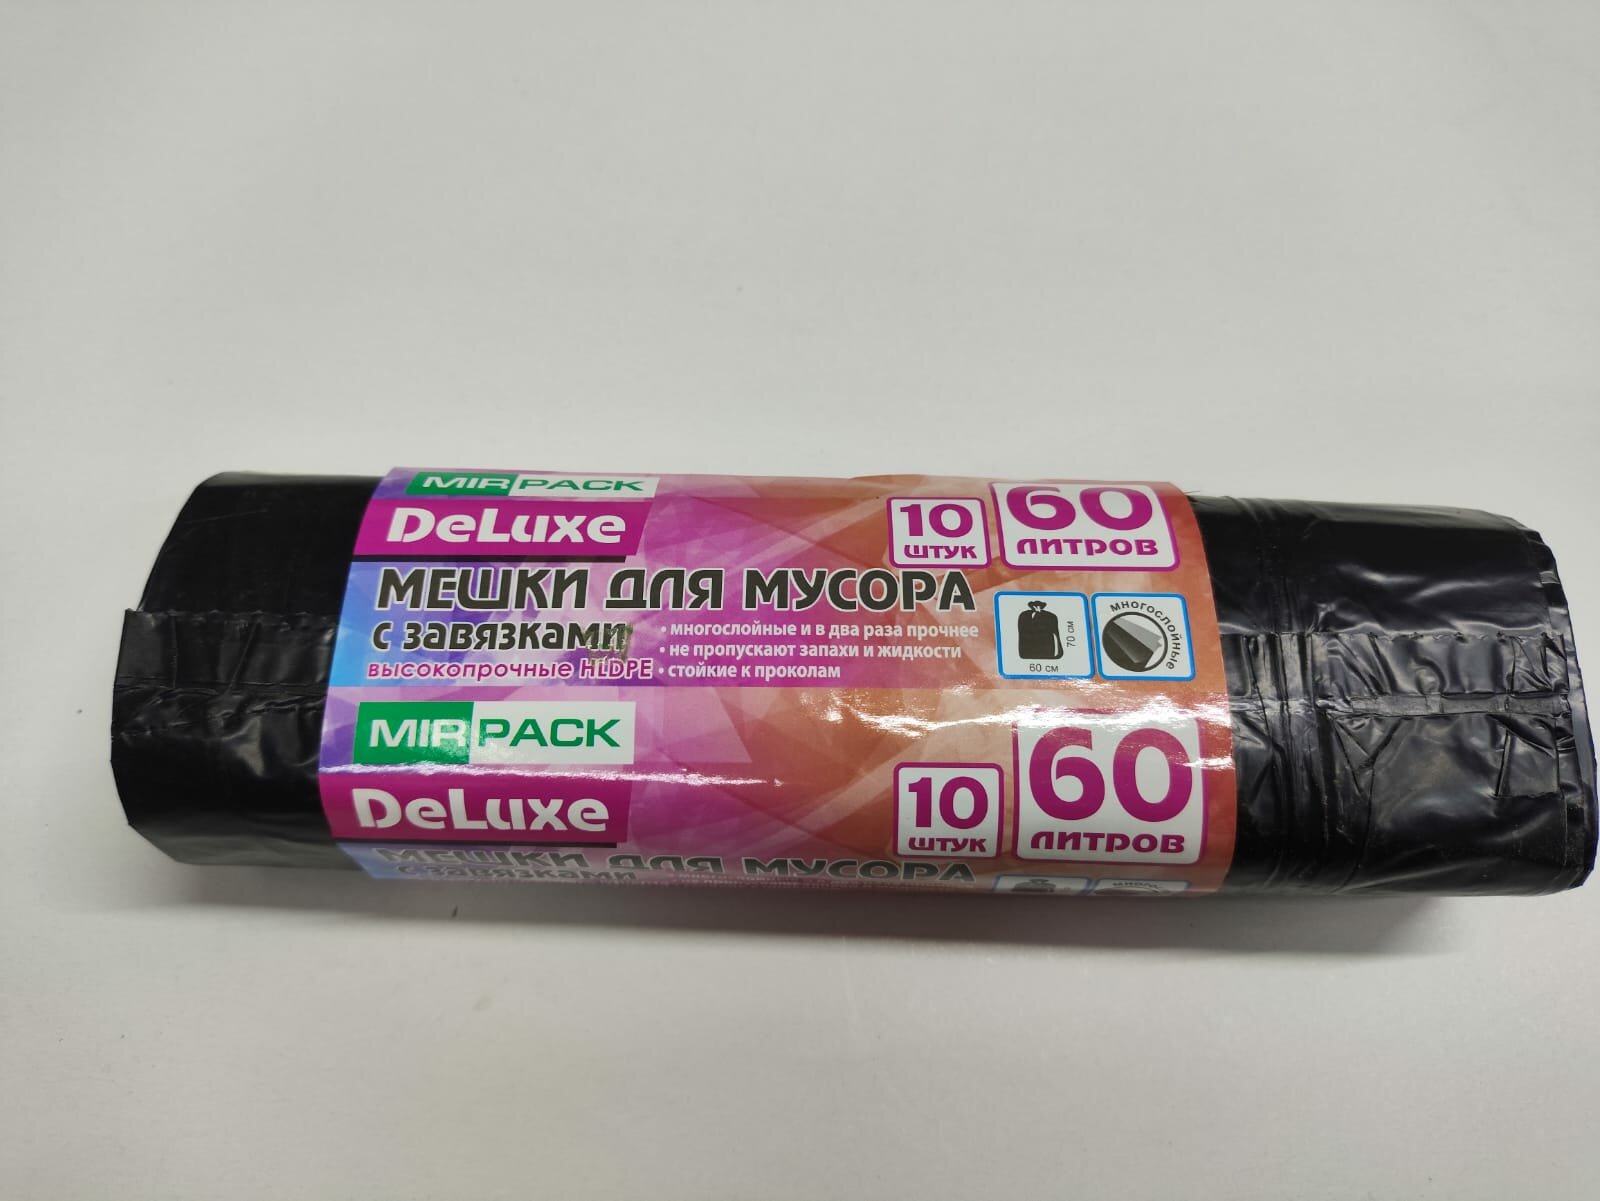 MIRPACK
DeLuxe
10
штук
60
литров
МЕШКИ ДЛЯ МУСОРА
с завязками
высокопрочные HLDPE
• многослойные и в два раза прочнее
• не пропускают запахи и жидкости
• стойкие к проколам
70 см
60 см
МНОГОСЛОЙНЫЕ
MIRPACK
DeLuxe
10
штук
60
литров
МЕШКИ ДЛЯ МУСОРА
с завязками